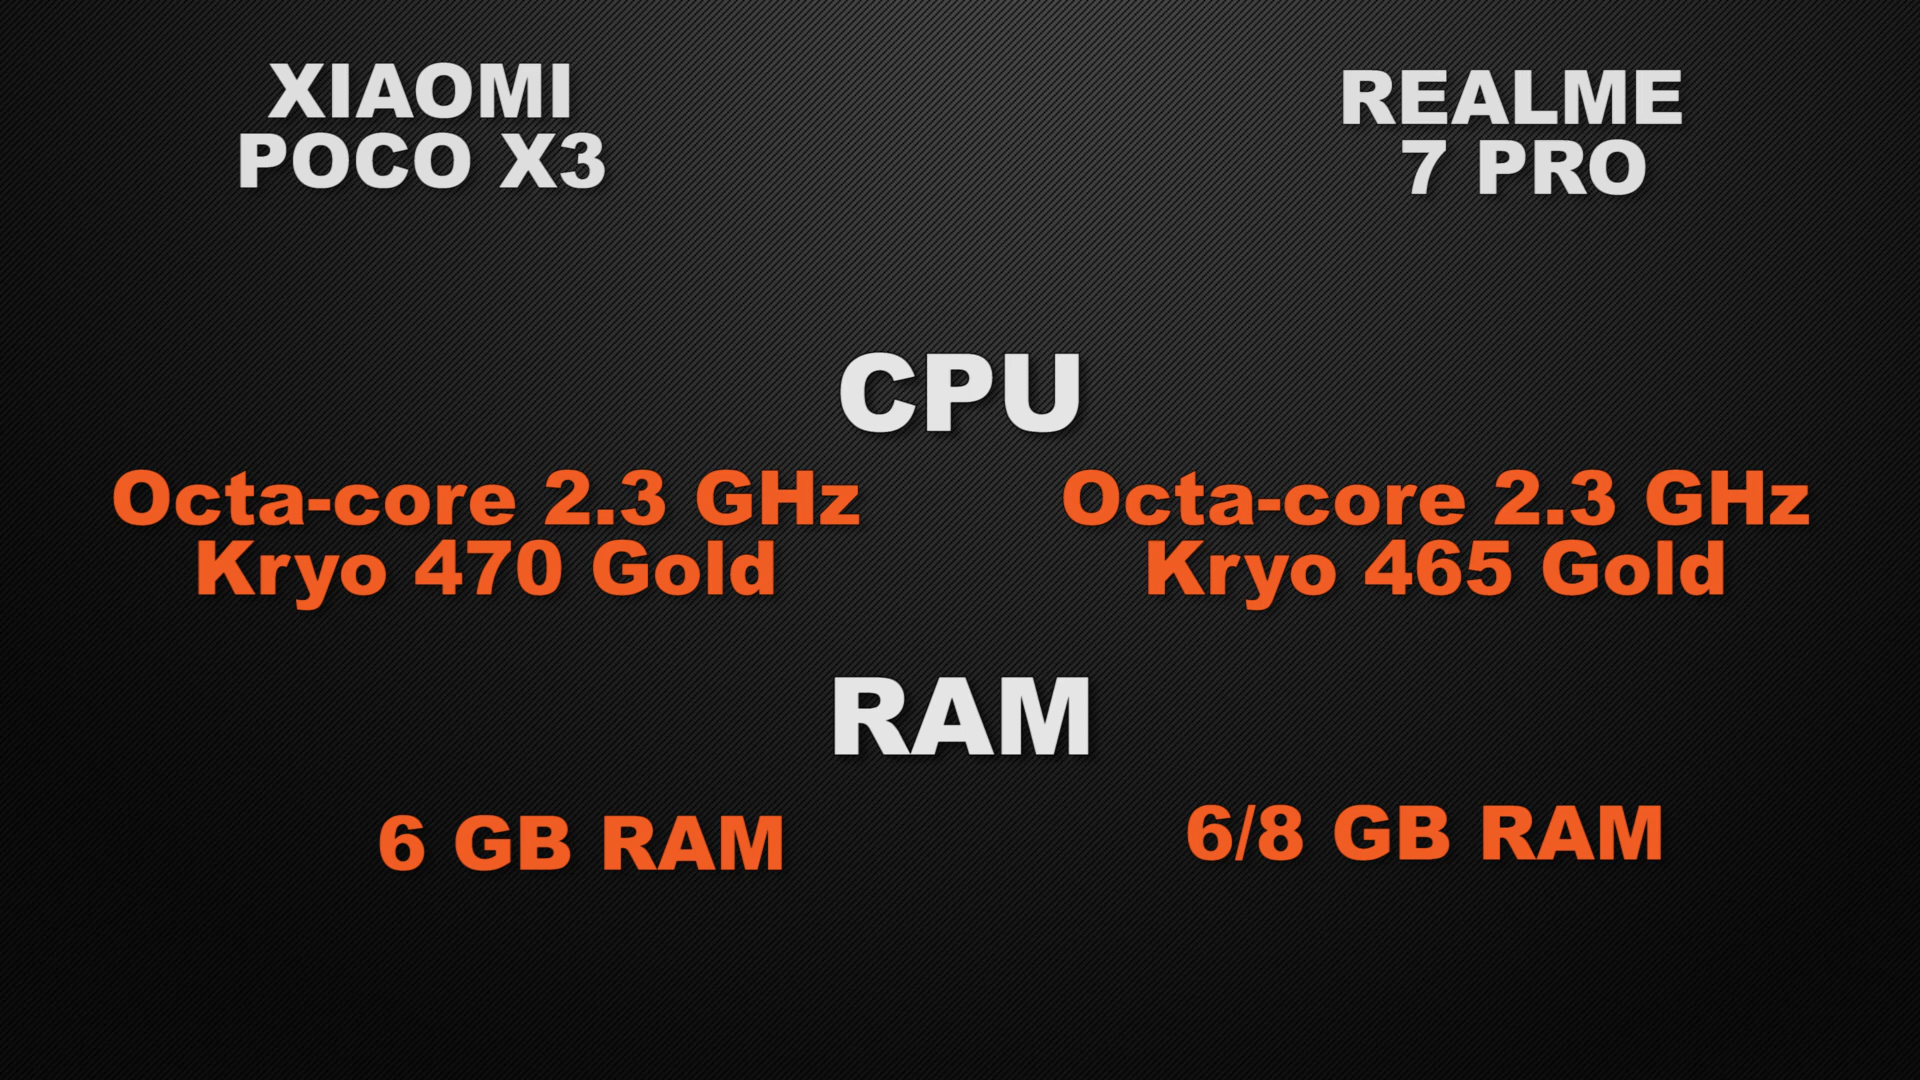 XIAOMI
POCO X3
REALME
7 PRO
CPU
Octa-core 2.3 GHz
Kryo 470 Gold
Octa-core 2.3 GHz
Kryo 465 Gold
RAM
6 GB RAM
6/8 GB RAM